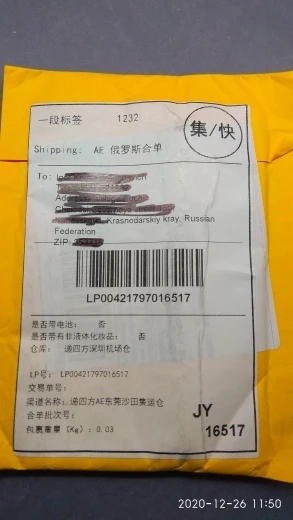 一段标签 1232
集/快
Shipping: AE 俄罗斯合单
To:
Krasnodarskiy kray, Russian
Federation
ZIP:
LP00421797016517
是否带电池: 否
是否带有非液体化妆品: 否
仓库: 递四方深圳机场仓
LP号: LP00421797016517
交易单号:
渠道名称:递四方AE东莞沙田集运仓
合单批次号:
JY
包裹重量(Kg):0.03
16517
2020-12-26 11:50